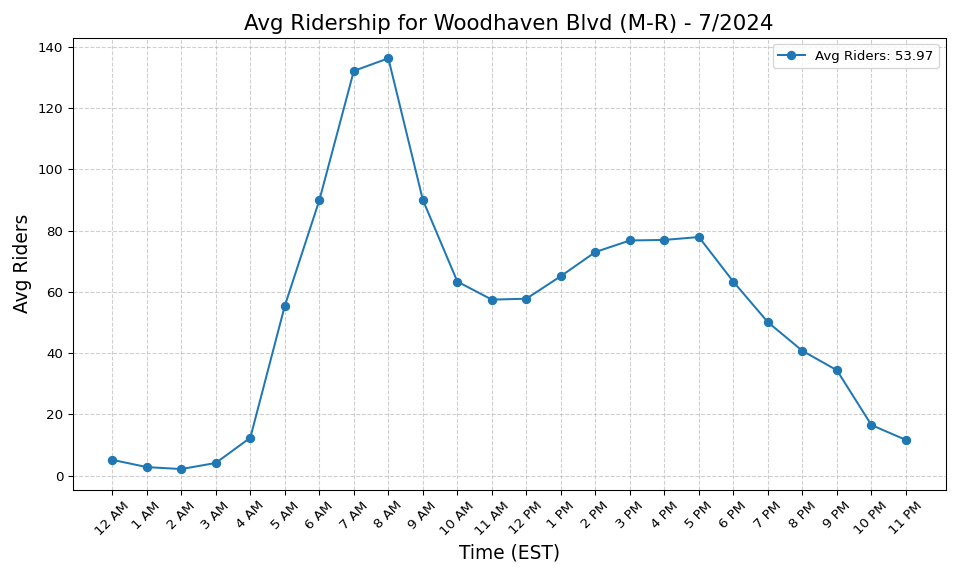 Avg Ridership for Woodhaven Blvd (M-R) - 7/2024
Avg Riders: 53.97
140
120
100
80
60
40
20
0
Avg Riders
12 AM
1 AM
2 AM
3 AM
4 AM
5 AM
6 AM
7 AM
8 AM
9 AM
10 AM
11 AM
12 PM
1 PM
2 PM
3 PM
4 PM
5 PM
6 PM
7 PM
8 PM
9 PM
10 PM
11 PM
Time (EST)